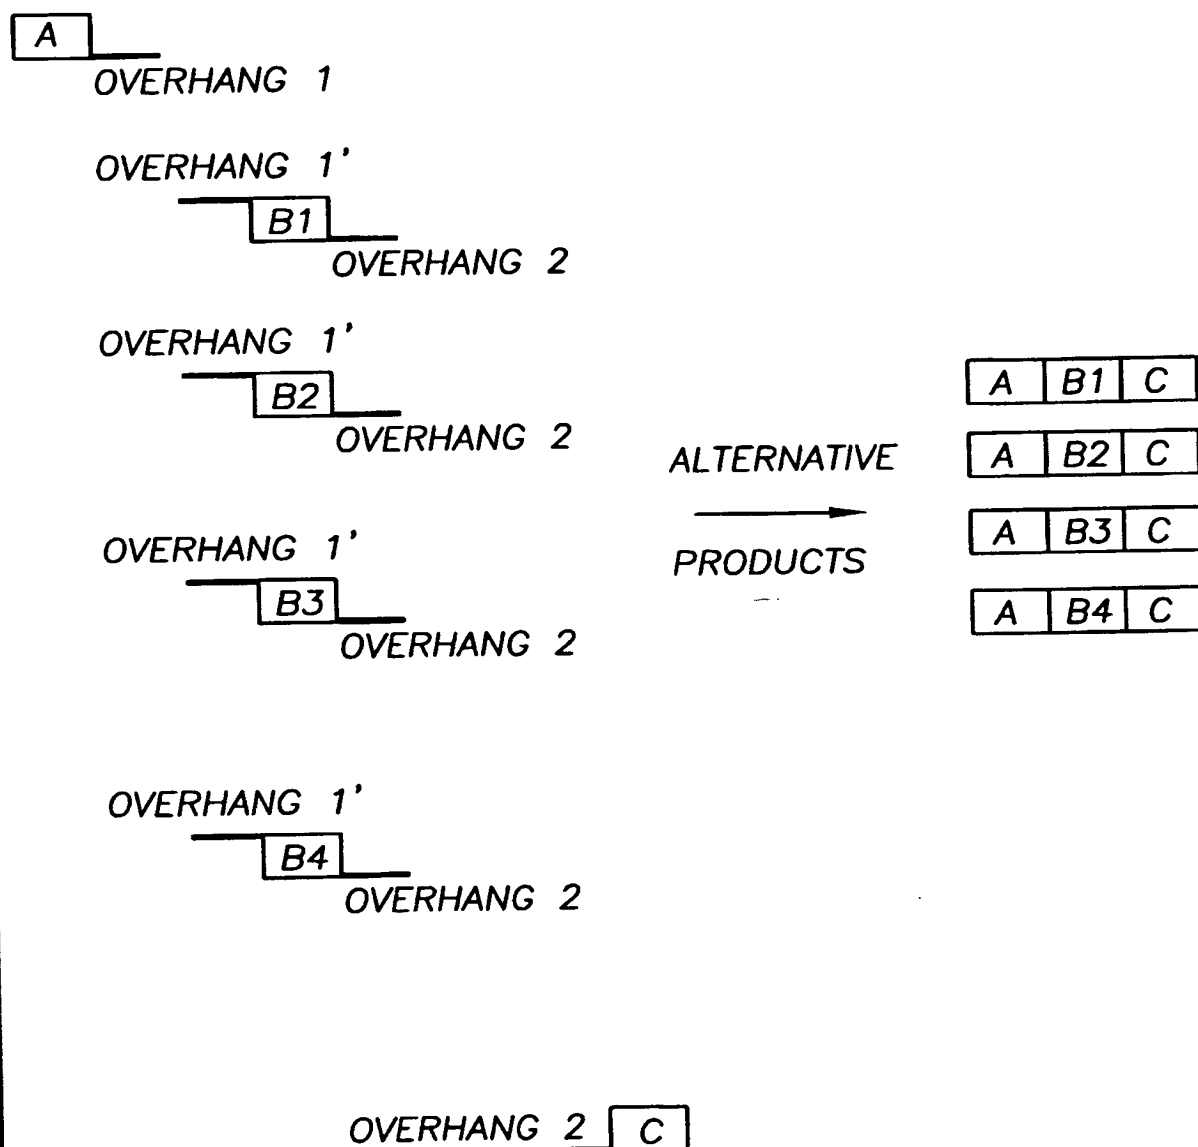 A
OVERHANG 1
OVERHANG 1'
B1
OVERHANG 2
OVERHANG 1'
B2
OVERHANG 2
OVERHANG 1'
B3
OVERHANG 2
OVERHANG 1'
B4
OVERHANG 2
OVERHANG 2 C
ALTERNATIVE
PRODUCTS
A B1 C
A B2 C
A B3 C
A B4 C